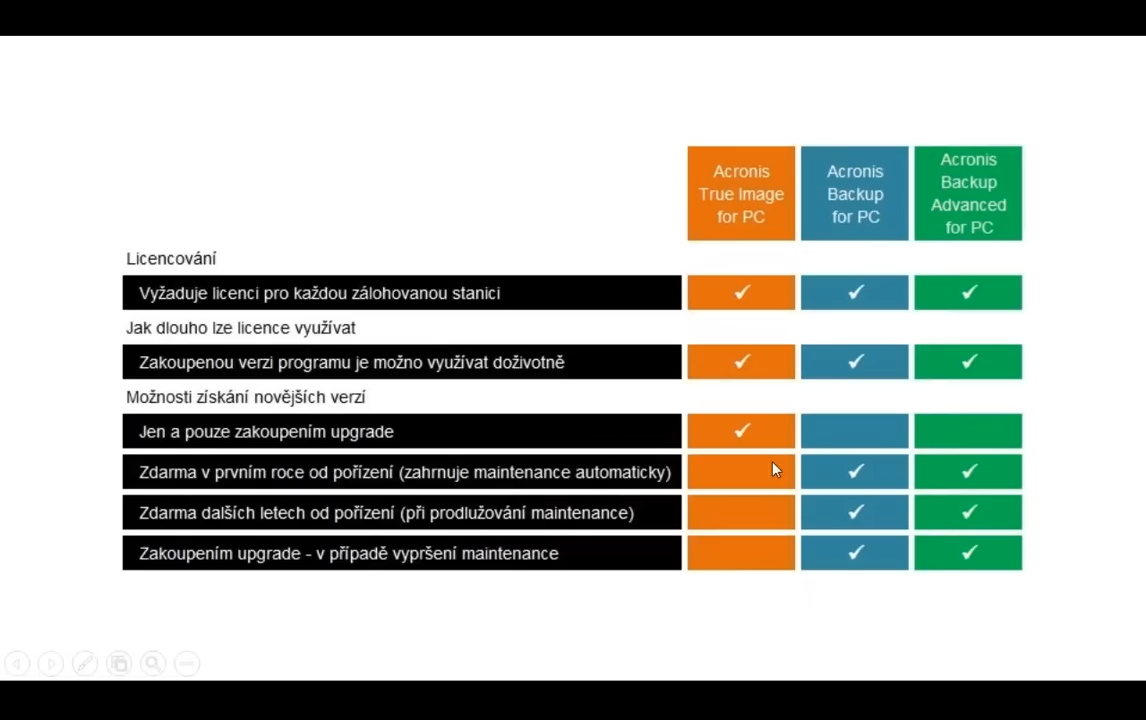 Acronis
True Image
for PC
Acronis
Backup
for PC
Acronis
Backup
Advanced
for PC
Licencování
Vyžaduje licenci pro každou zálohovanou stanici ✓ ✓ ✓
Jak dlouho lze licence využívat
Zakoupenou verzi programu je možno využívat doživotně ✓ ✓ ✓
Možnosti získání novějších verzí
Jen a pouze zakoupením upgrade ✓
Zdarma v prvním roce od pořízení (zahrnuje maintenance automaticky) ✓ ✓
Zdarma dalších letech od pořízení (při prodlužování maintenance) ✓ ✓
Zakoupením upgrade - v případě vypršení maintenance ✓ ✓